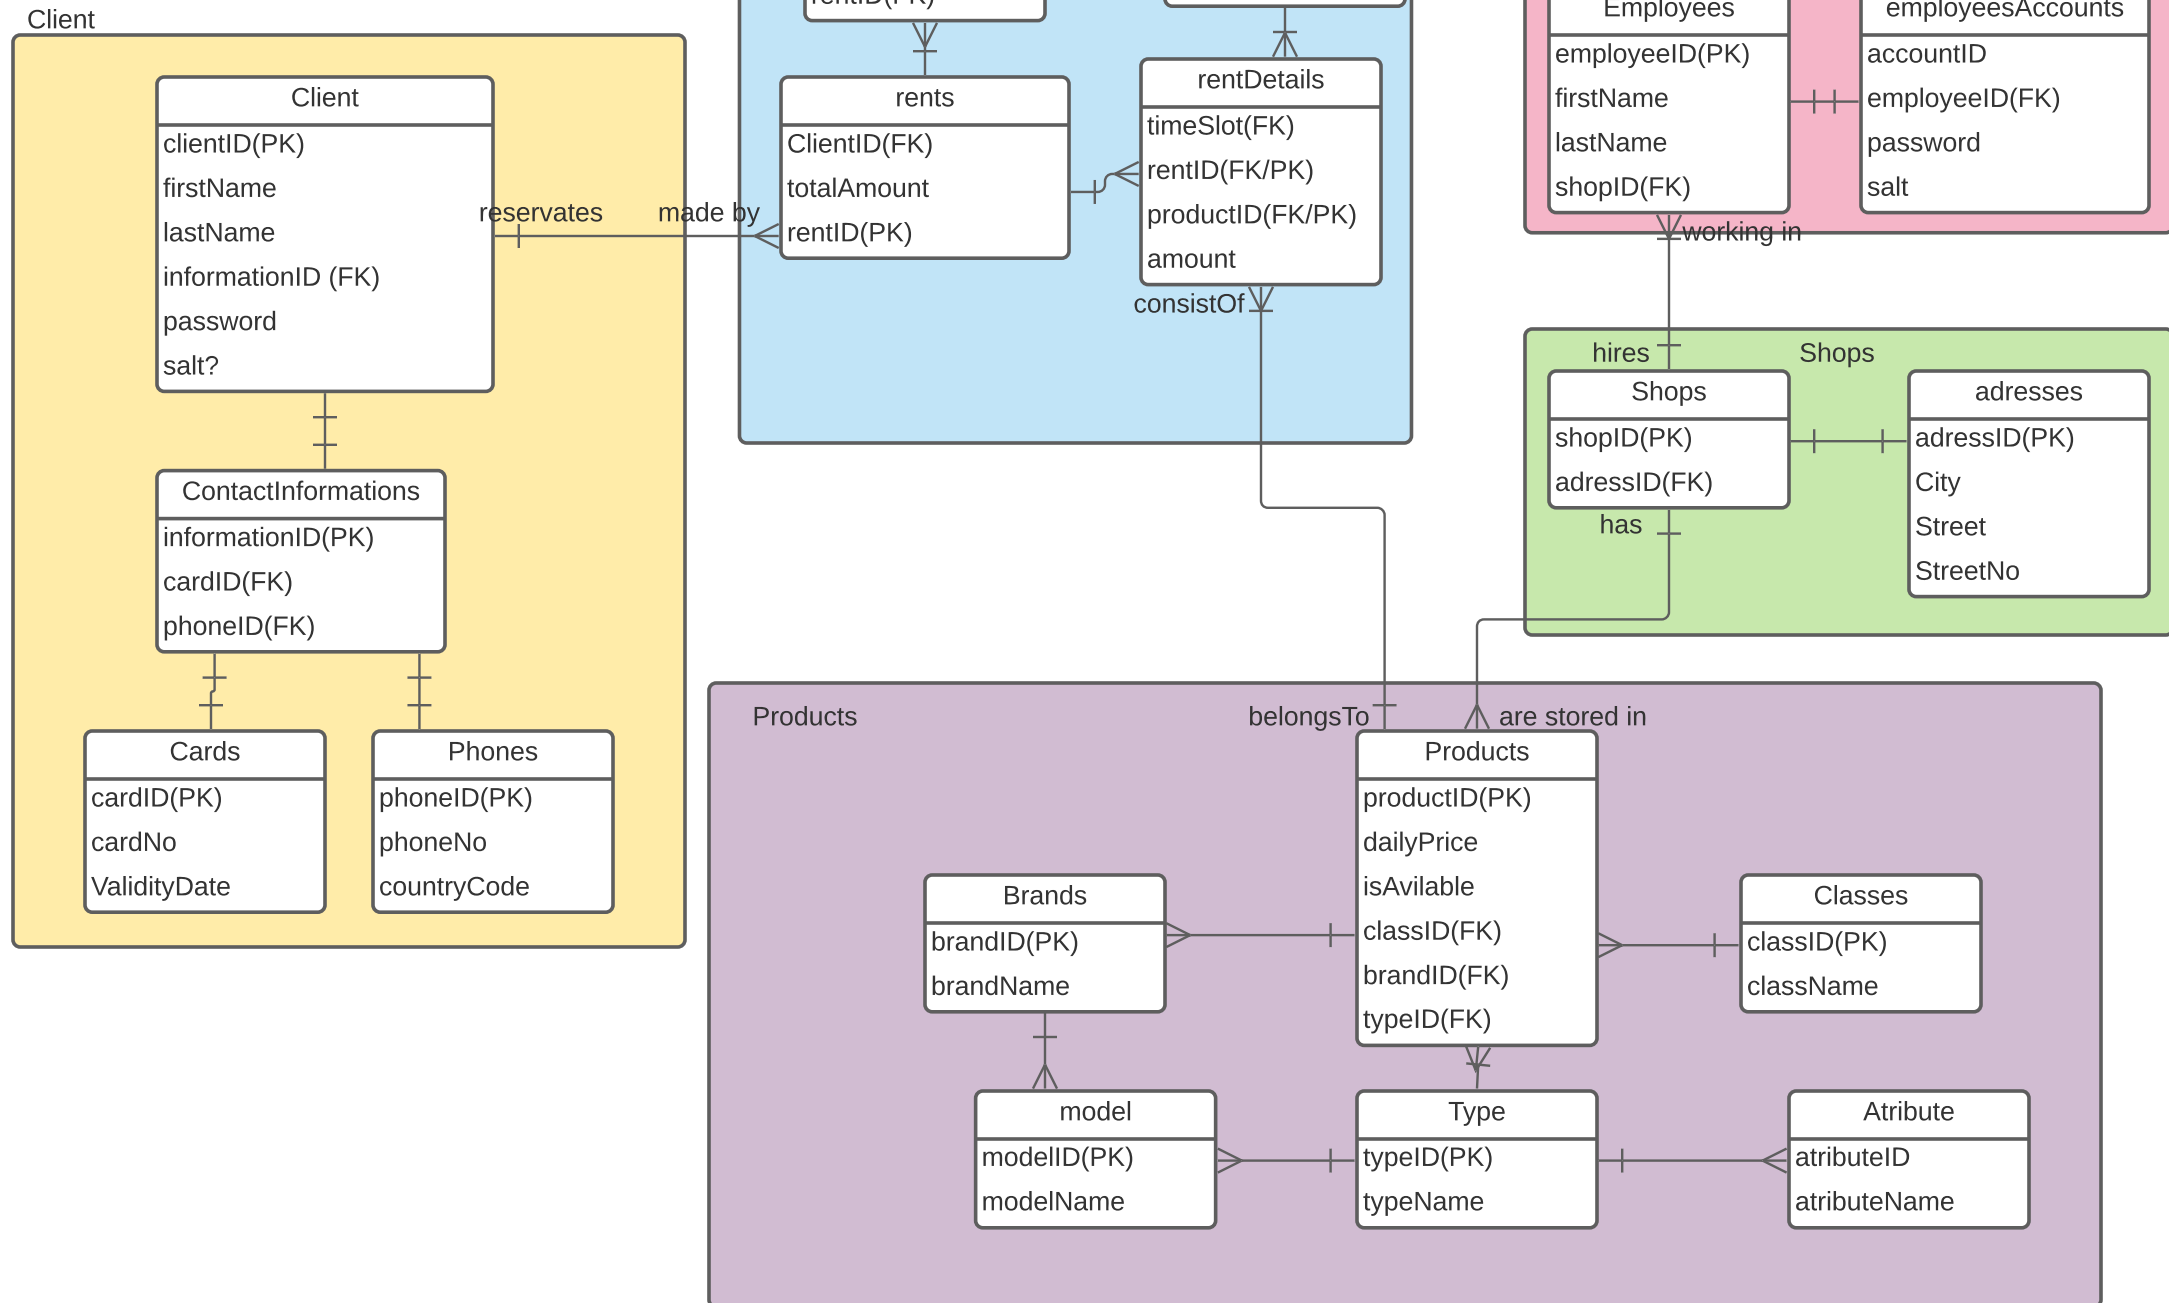 Client
Client
clientID(PK)
firstName
lastName
informationID (FK)
password
salt?
reservates
made by
ContactInformations
informationID(PK)
cardID(FK)
phoneID(FK)
Cards
cardID(PK)
cardNo
ValidityDate
Phones
phoneID(PK)
phoneNo
countryCode
rentID(PK)
rents
ClientID(FK)
totalAmount
rentID(PK)
rentDetails
timeSlot(FK)
rentID(FK/PK)
productID(FK/PK)
amount
consistOf
Employees
employeeID(PK)
firstName
lastName
shopID(FK)
employeesAccounts
accountID
employeeID(FK)
password
salt
working in
hires
Shops
Shops
shopID(PK)
adressID(FK)
has
adresses
adressID(PK)
City
Street
StreetNo
Products
belongsTo
are stored in
Products
productID(PK)
dailyPrice
isAvilable
classID(FK)
brandID(FK)
typeID(FK)
Brands
brandID(PK)
brandName
Classes
classID(PK)
className
model
modelID(PK)
modelName
Type
typeID(PK)
typeName
Atribute
atributeID
atributeName